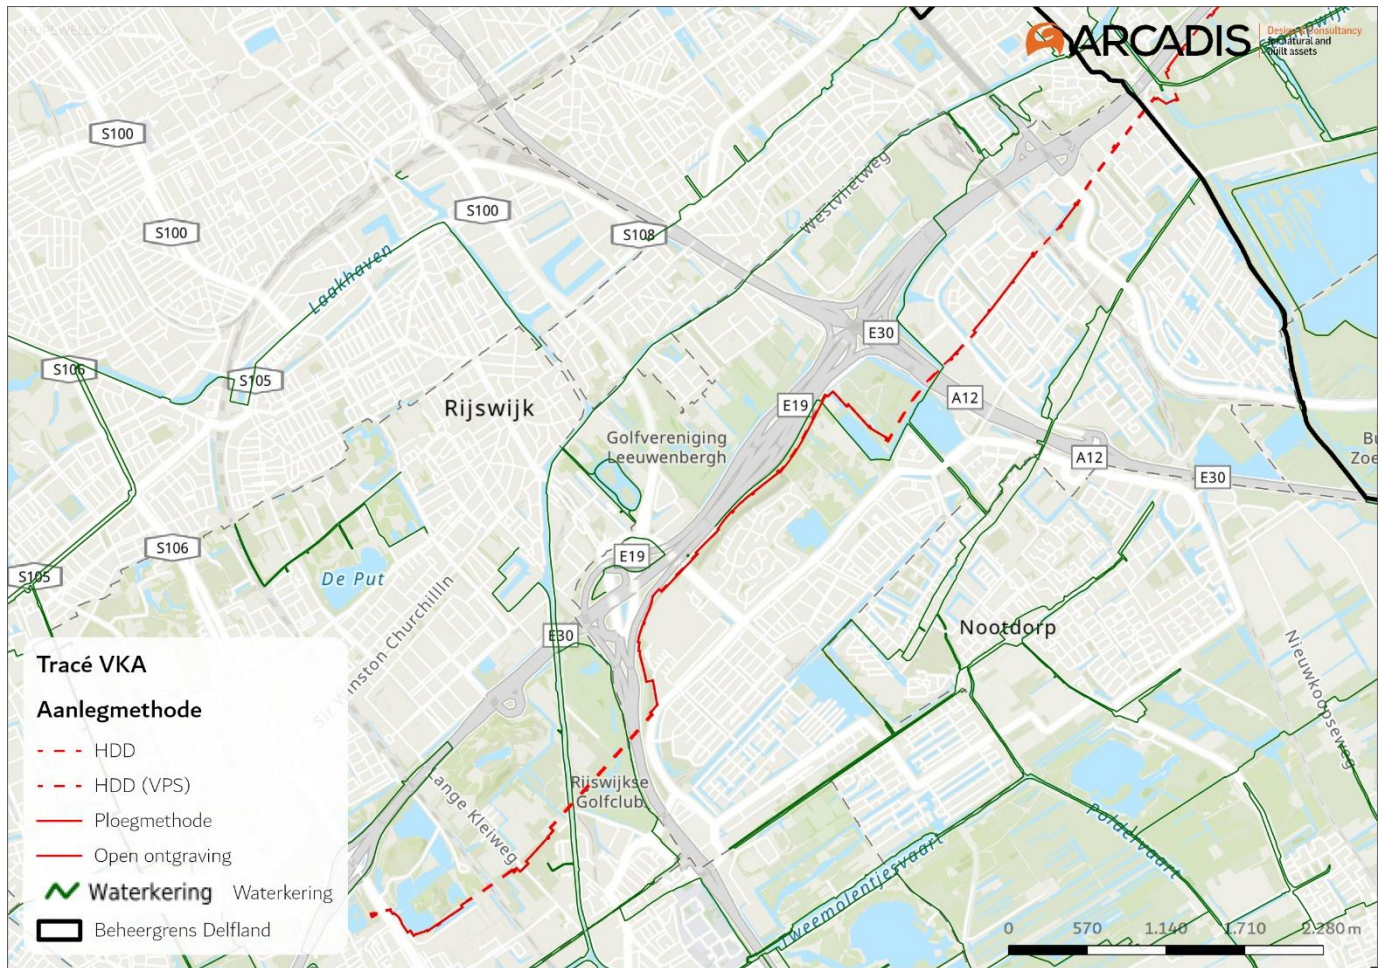 ARCADIS
Design & Consultancy
for natural and
built assets
S100
S100
S100
S108
Westvlietweg
Laakhaven
E30
S106
S105
E19
A12
Rijswijk
Golfvereniging
Leeuwenbergh
A12
E30
S106
E19
S105
De Put
Sir Winston Churchillln
E30
Nootdorp
Nieuwkoopseweg
Rijswijkse
Golfclub
Lange Kleiweg
Tweemolentjesvaart
Poldervaart
Tracé VKA
Aanlegmethode
HDD
HDD (VPS)
Ploegmethode
Open ontgraving
Waterkering Waterkering
Beheergrens Delfland
0 570 1.140 1.710 2.280 m